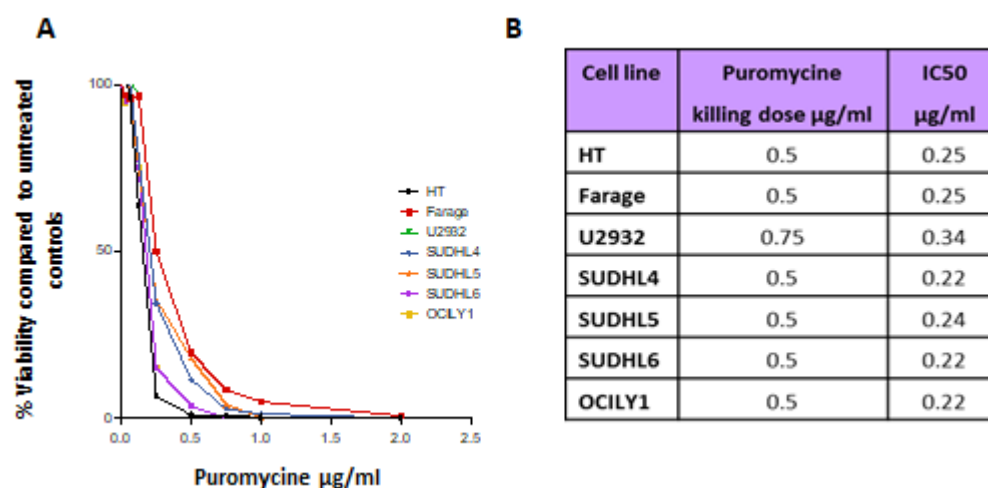 A
% Viability compared to untreated
controls
100
50
0
0.0 0.5 1.0 1.5 2.0 2.5
Puromycine µg/ml
HT
Farage
U2932
SUDHL4
SUDHL5
SUDHL6
OCILY1
B
Cell line Puromycine killing dose µg/ml IC50 µg/ml
HT 0.5 0.25
Farage 0.5 0.25
U2932 0.75 0.34
SUDHL4 0.5 0.22
SUDHL5 0.5 0.24
SUDHL6 0.5 0.22
OCILY1 0.5 0.22